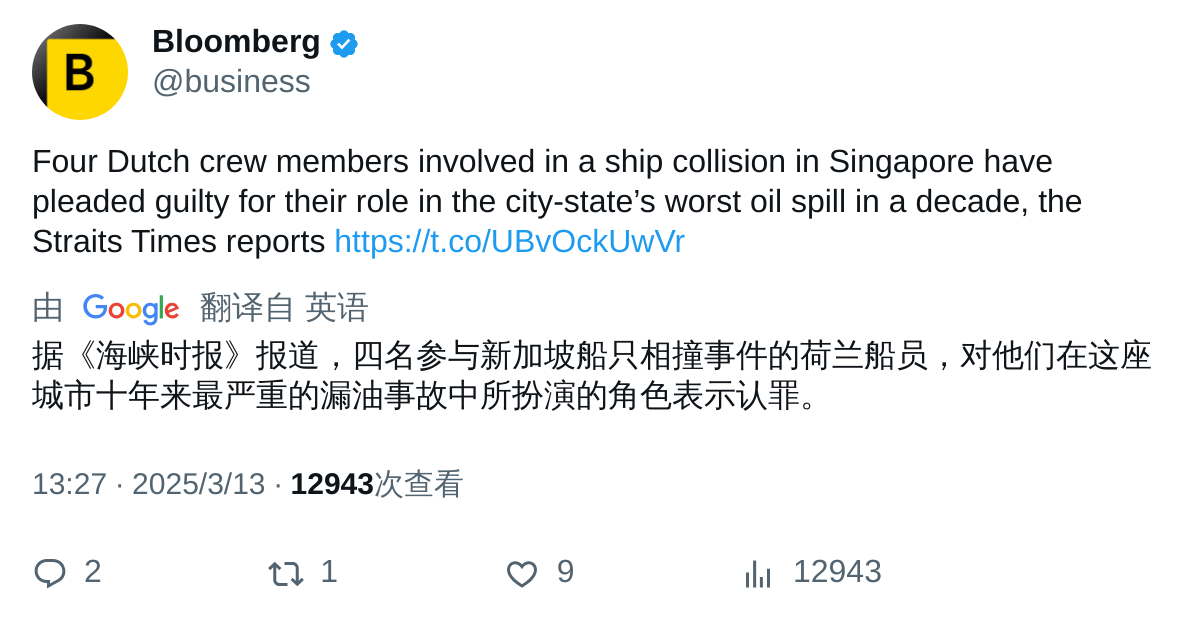 B
Bloomberg
@business
Four Dutch crew members involved in a ship collision in Singapore have
pleaded guilty for their role in the city-state’s worst oil spill in a decade, the
Straits Times reports https://t.co/UBvOckUwVr
由 Google 翻译自 英语
据《海峡时报》报道，四名参与新加坡船只相撞事件的荷兰船员，对他们在这座
城市十年来最严重的漏油事故中所扮演的角色表示认罪。
13:27 · 2025/3/13 · 12943次查看
2 1 9 12943